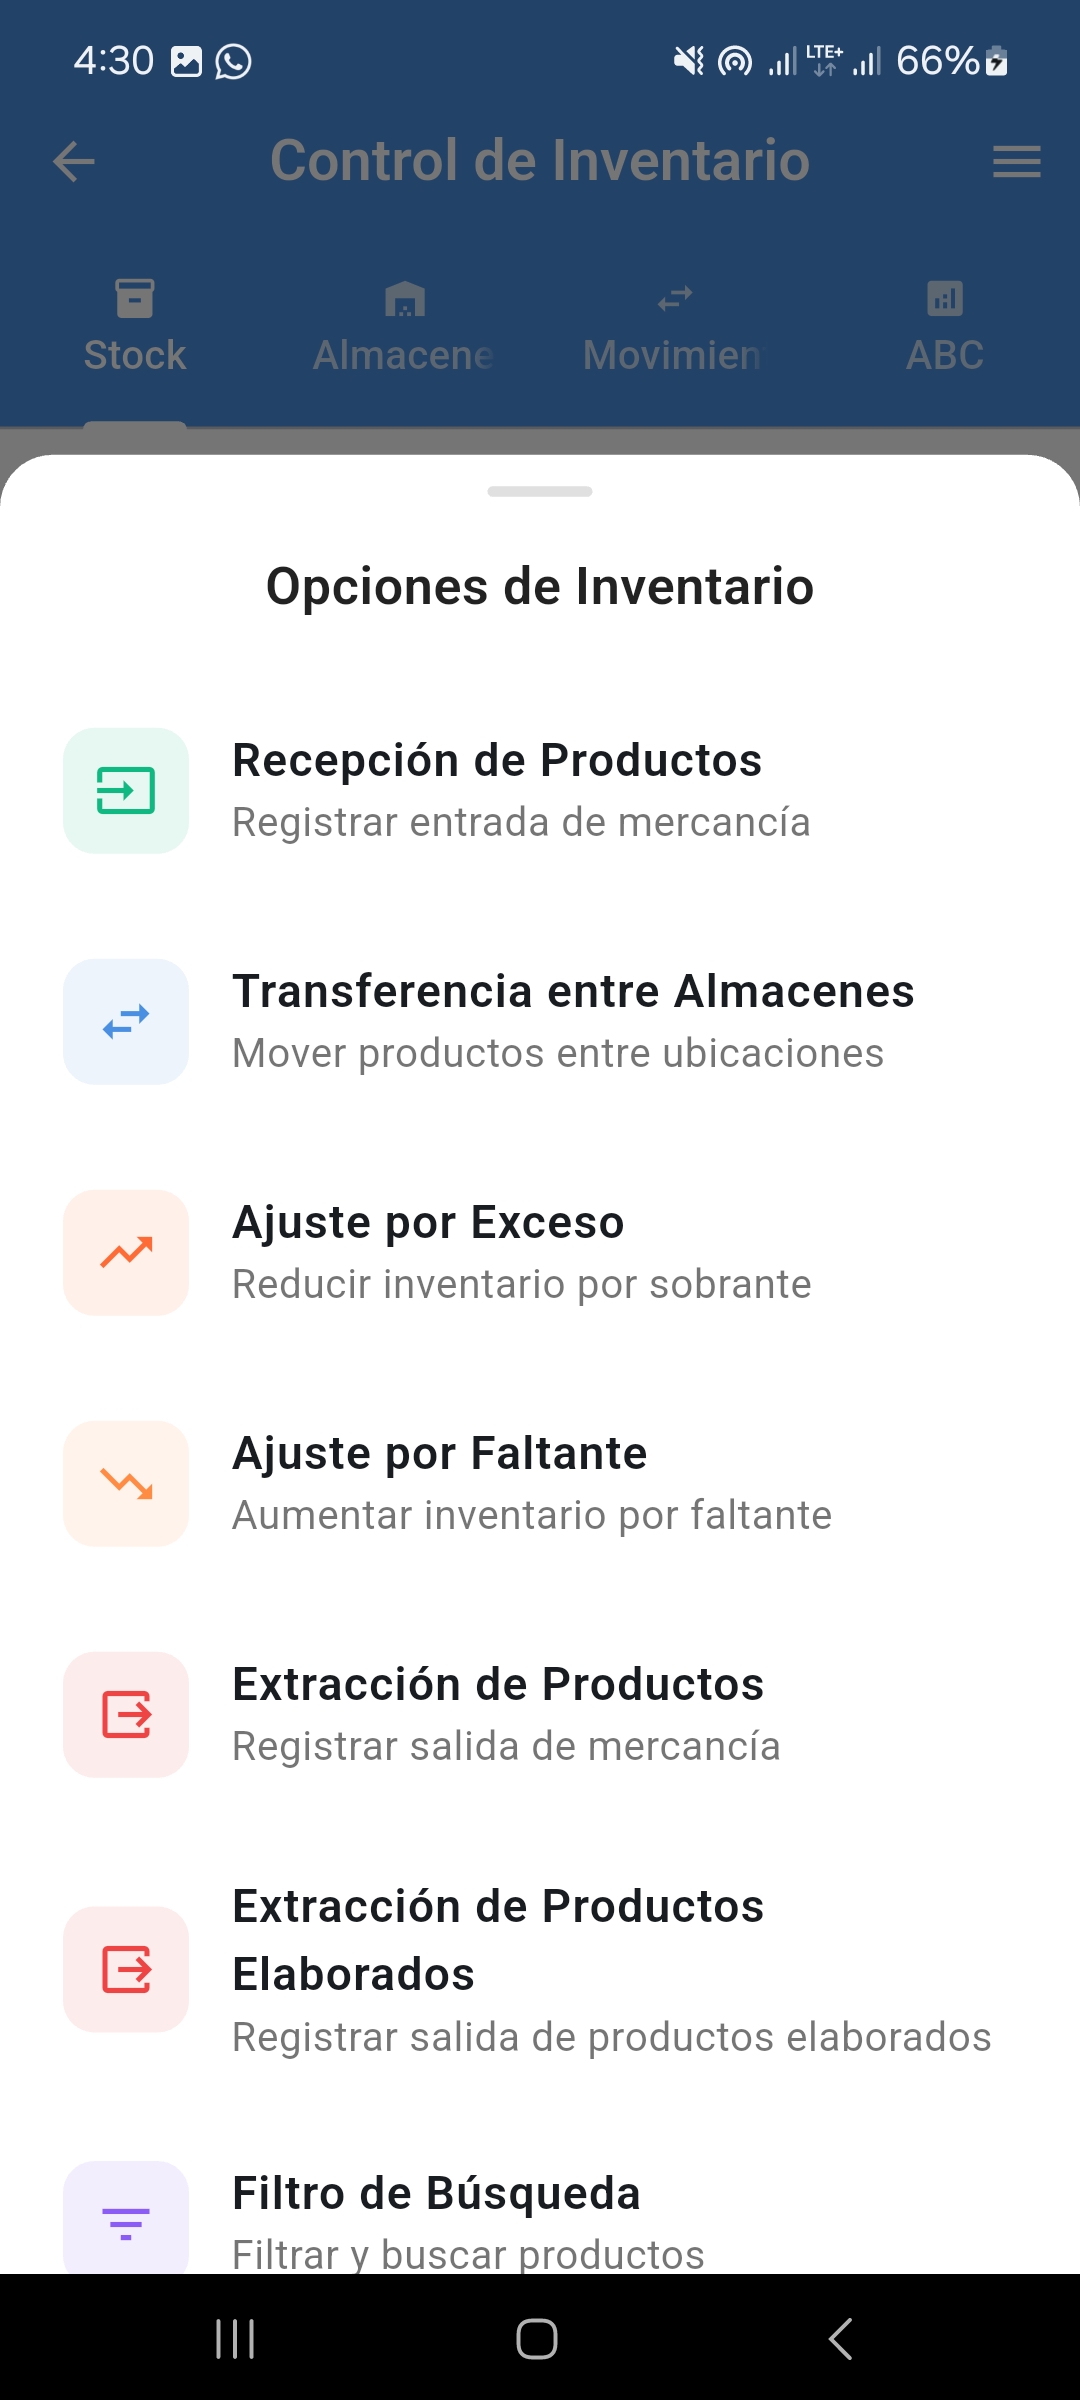 4:30
LTE+
66%
Control de Inventario
Stock
Almacene
Movimien
ABC
Opciones de Inventario
Recepción de Productos
Registrar entrada de mercancía
Transferencia entre Almacenes
Mover productos entre ubicaciones
Ajuste por Exceso
Reducir inventario por sobrante
Ajuste por Faltante
Aumentar inventario por faltante
Extracción de Productos
Registrar salida de mercancía
Extracción de Productos
Elaborados
Registrar salida de productos elaborados
Filtro de Búsqueda
Filtrar y buscar productos